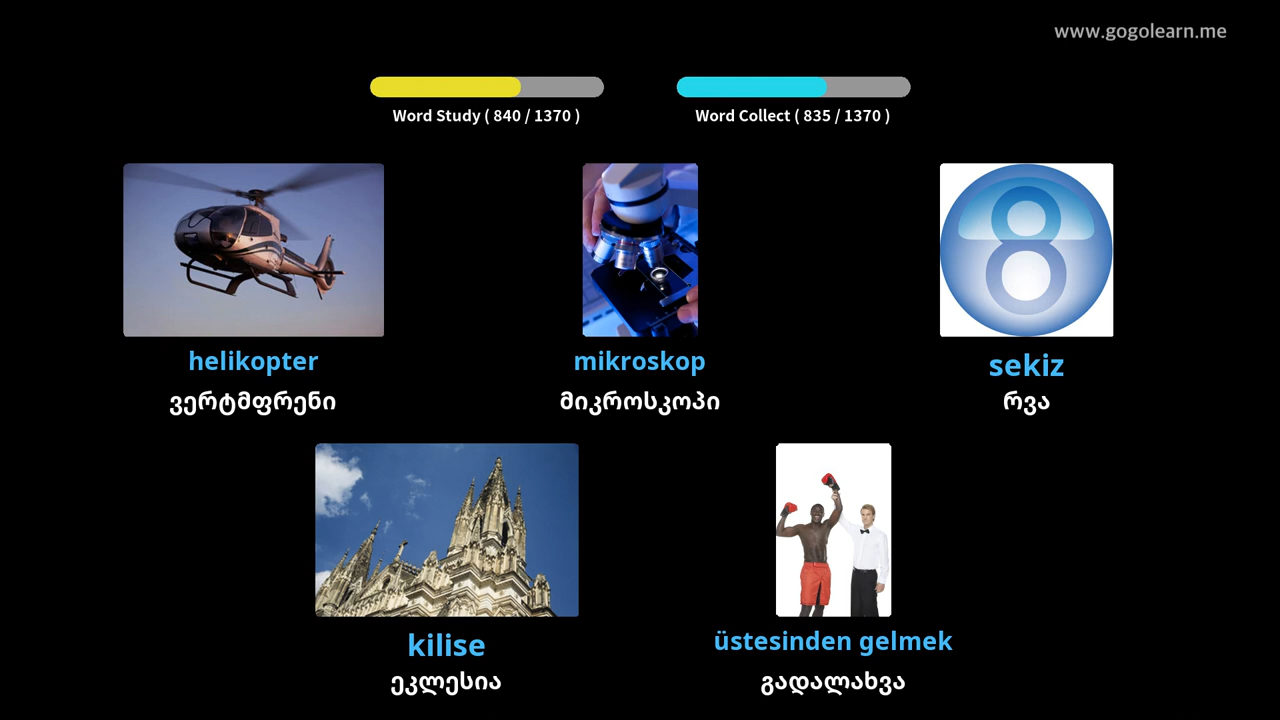 www.gogolearn.me
Word Study ( 840 / 1370 )
Word Collect ( 835 / 1370 )
helikopter
ვერტმფრენი
mikroskop
მიკროსკოპი
8
sekiz
რვა
kilise
ეკლესია
üstesinden gelmek
გადალახვა